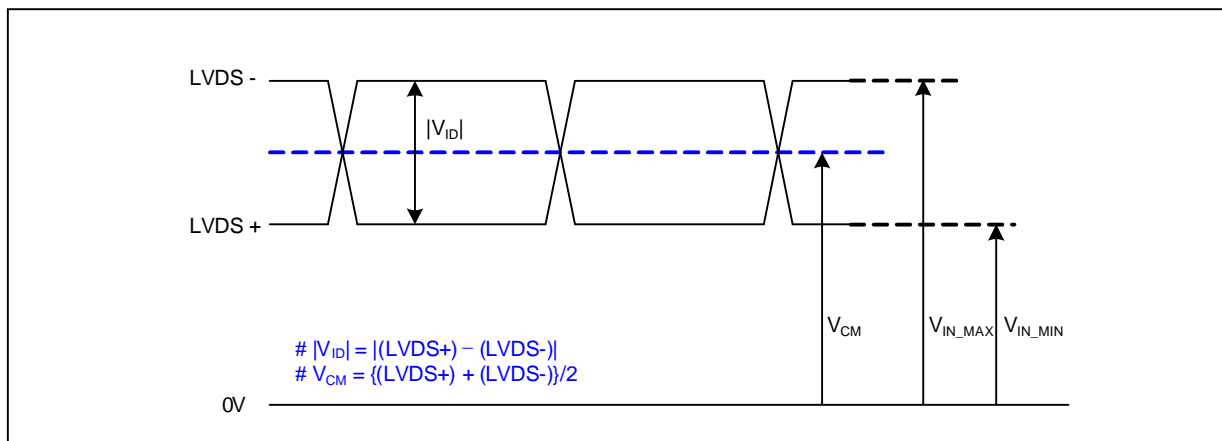 LVDS -
|VID|
LVDS +
VCM
VIN_MAX
VIN_MIN
# |VID| = |(LVDS+) – (LVDS-)|
# VCM = {(LVDS+) + (LVDS-)}/2
0V